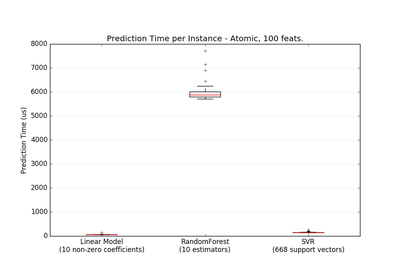 Prediction Time per Instance - Atomic, 100 feats.
8000
7000
6000
5000
4000
3000
2000
1000
0
Prediction Time (us)
Linear Model
(10 non-zero coefficients)
RandomForest
(10 estimators)
SVR
(668 support vectors)